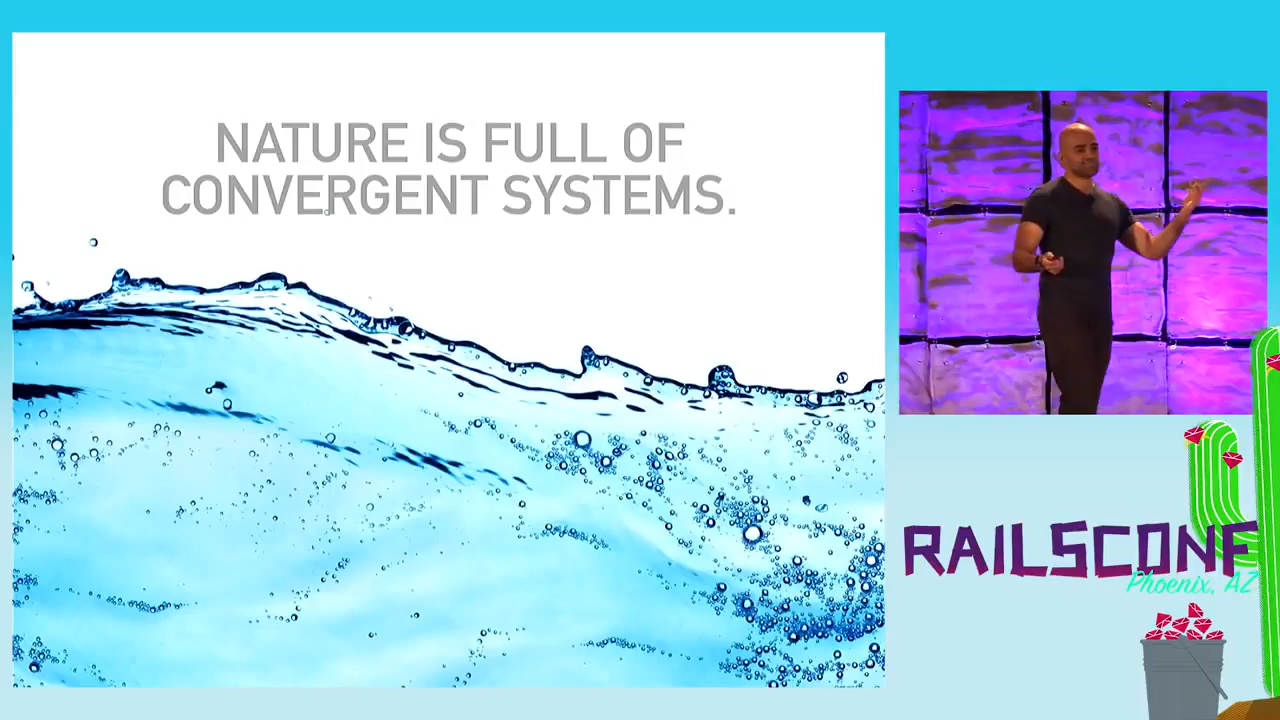 NATURE IS FULL OF
CONVERGENT SYSTEMS.
RAILSCONF
Phoenix, AZ